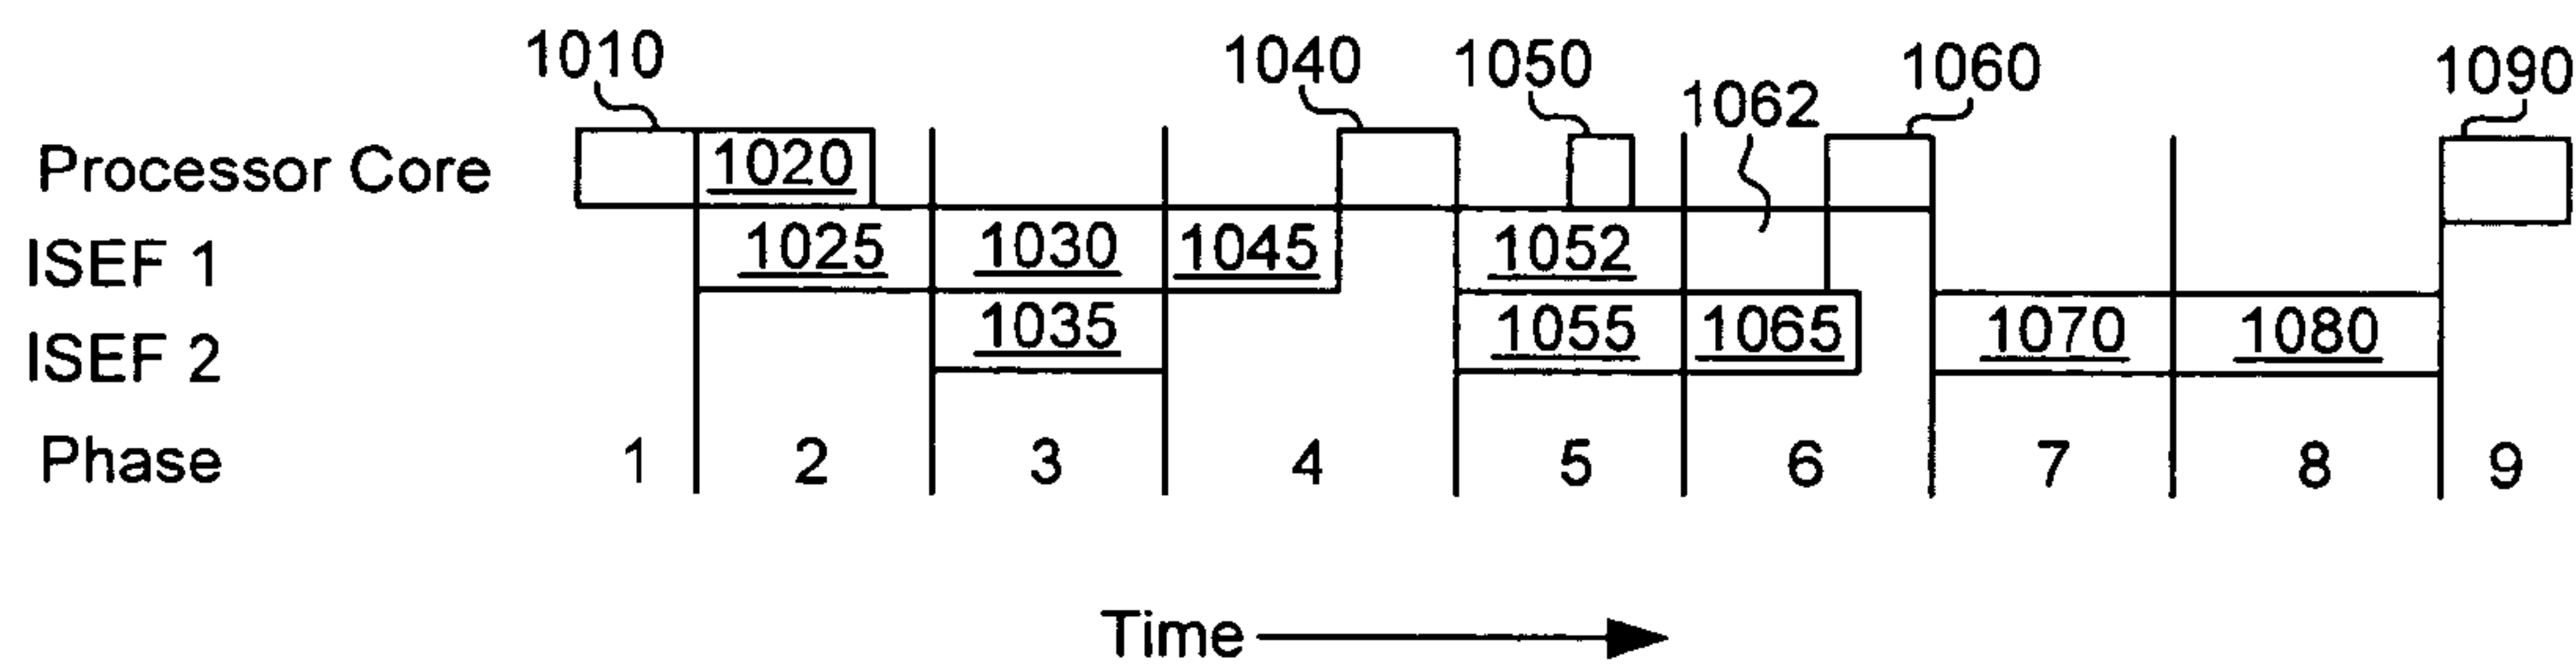 1010 1040 1050 1062 1060 1090
Processor Core 1020
ISEF 1 1025 1030 1045 1052
ISEF 2 1035 1055 1065 1070 1080
Phase 1 2 3 4 5 6 7 8 9
Time